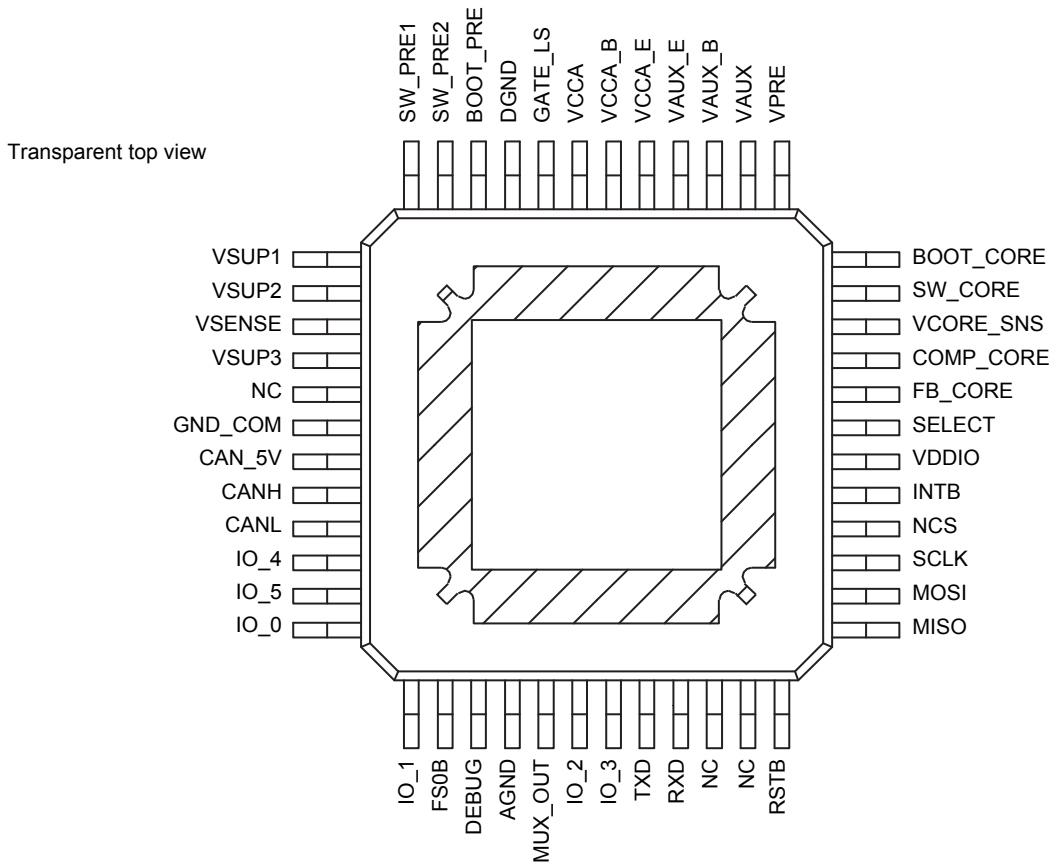 SW_PRE1
SW_PRE2
BOOT_PRE
DGND
GATE_LS
VCCA
VCCA_B
VCCA_E
VAUX_E
VAUX_B
VAUX
VPRE
Transparent top view
VSUP1
VSUP2
VSENSE
VSUP3
NC
GND_COM
CAN_5V
CANH
CANL
IO_4
IO_5
IO_0
BOOT_CORE
SW_CORE
VCORE_SNS
COMP_CORE
FB_CORE
SELECT
VDDIO
INTB
NCS
SCLK
MOSI
MISO
IO_1
FS0B
DEBUG
AGND
MUX_OUT
IO_2
IO_3
TXD
RXD
NC
NC
RSTB